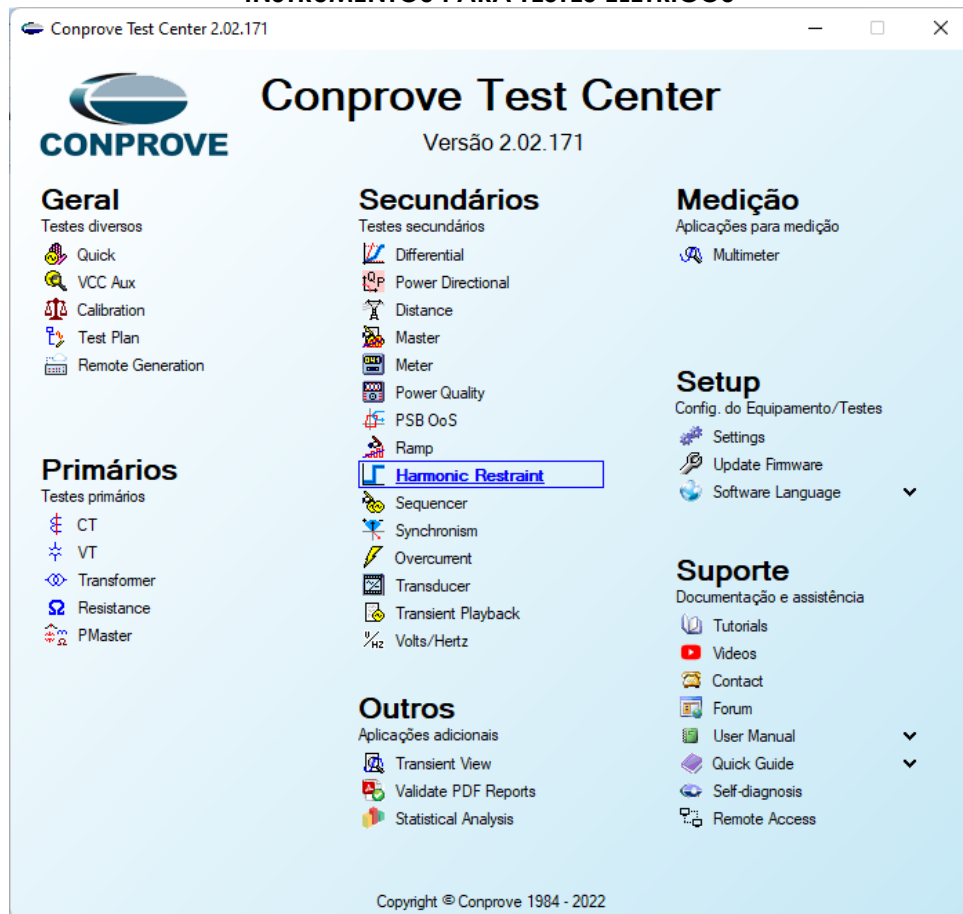 INSTRUMENTOS PARA TESTES ELÉTRICOS
Conprove Test Center 2.02.171
CONPROVE
Conprove Test Center
Versão 2.02.171
Geral
Testes diversos
Quick
VCC Aux
Calibration
Test Plan
Remote Generation
Primários
Testes primários
CT
VT
Transformer
Resistance
PMaster
Secundários
Testes secundários
Differential
Power Directional
Distance
Master
Meter
Power Quality
PSB OoS
Ramp
Harmonic Restraint
Sequencer
Synchronism
Overcurrent
Transducer
Transient Playback
Volts/Hertz
Outros
Aplicações adicionais
Transient View
Validate PDF Reports
Statistical Analysis
Medição
Aplicações para medição
Multimeter
Setup
Config. do Equipamento/Testes
Settings
Update Firmware
Software Language
Suporte
Documentação e assistência
Tutorials
Videos
Contact
Forum
User Manual
Quick Guide
Self-diagnosis
Remote Access
Copyright © Conprove 1984 - 2022